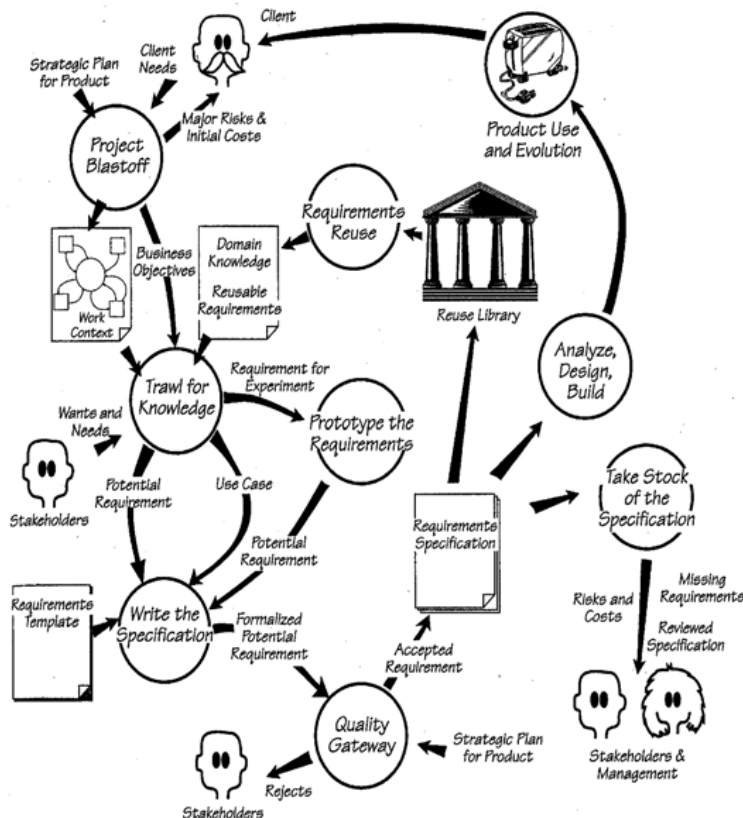 Client
Strategic Plan
for Product
Client
Needs
Major Risks &
Initial Costs
Product Use
and Evolution
Project
Blastoff
Requirements
Reuse
Business
Objectives
Domain
Knowledge
Reusable
Requirements
Work
Context
Reuse Library
Analyze,
Design,
Build
Trawl for
Knowledge
Requirement for
Experiment
Prototype the
Requirements
Wants and
Needs
Stakeholders
Potential
Requirement
Use Case
Potential
Requirement
Requirements
Specification
Take Stock
of the
Specification
Requirements
Template
Write the
Specification
Formalized
Potential
Requirement
Accepted
Requirement
Risks and
Costs
Missing
Requirements
Reviewed
Specification
Quality
Gateway
Strategic Plan
for Product
Stakeholders &
Management
Rejects
Stakeholders